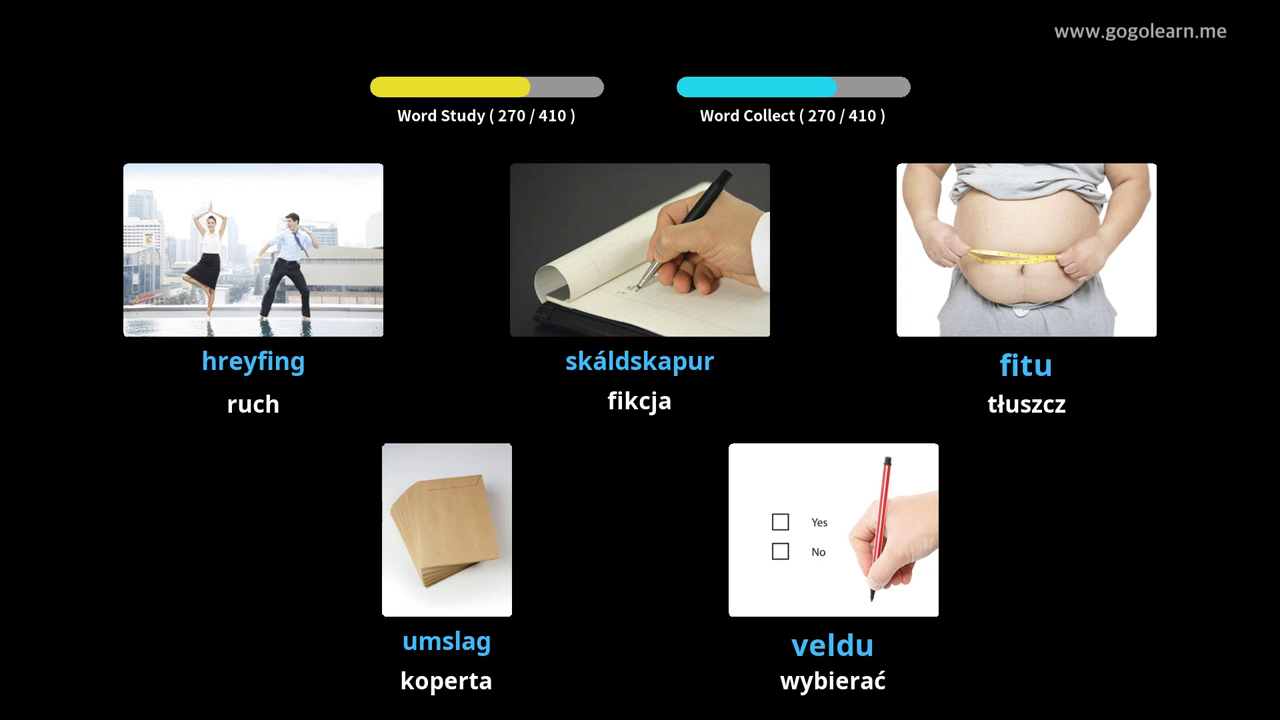 www.gogolearn.me
Word Study ( 270 / 410 )
Word Collect ( 270 / 410 )
hreyfing
ruch
skáldskapur
fikcja
fitu
tłuszcz
Yes
No
umslag
koperta
veldu
wybierać